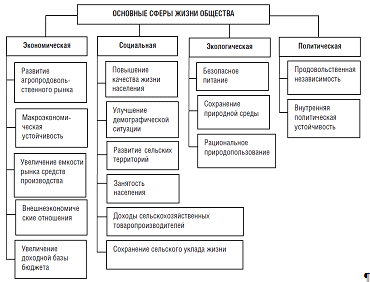 ОСНОВНЫЕ СФЕРЫ ЖИЗНИ ОБЩЕСТВА
Экономическая
Развитие
агропродоволь-
ственного рынка
Макроэкономи-
ческая
устойчивость
Увеличение емкости
рынка средств
производства
Внешнеэкономиче
ские отношения
Увеличение
доходной базы
бюджета
Социальная
Повышение
качества жизни
населения
Улучшение
демографической
ситуации
Развитие сельских
территорий
Занятость
населения
Доходы сельскохозяйственных
товаропроизводителей
Сохранение сельского уклада жизни
Экологическая
Безопасное
питание
Сохранение
природной среды
Рациональное
природопользование
Политическая
Продовольственная
независимость
Внутренняя
политическая
устойчивость
¶